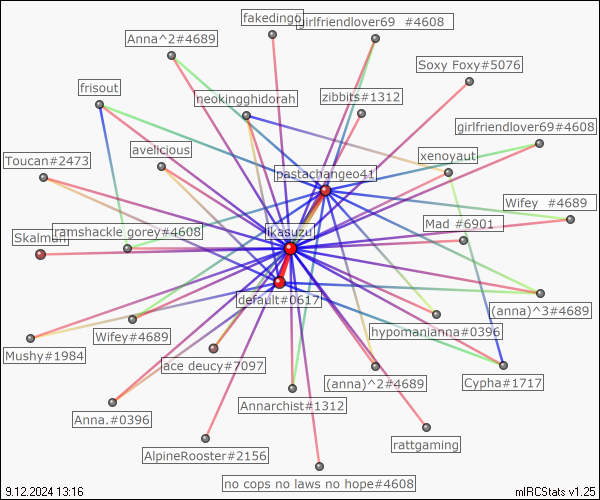 fakedingo
girlfriendlover69 #4608
Anna^2#4689
Soxy Foxy#5076
frisout
neokingghidorah
zibbits#1312
girlfriendlover69#4608
avelicious
xenoyaut
Toucan#2473
pastachangeo41
Wifey #4689
Mad #6901
ramshackle gorey#4608
likasuzu
Skalmun
default#0617
(anna)^3#4689
hypomanianna#0396
Wifey#4689
Mushy#1984
ace deucy#7097
(anna)^2#4689
Cypha#1717
Annarchist#1312
Anna.#0396
rattgaming
AlpineRooster#2156
no cops no laws no hope#4608
9.12.2024 13:16
mIRCStats v1.25